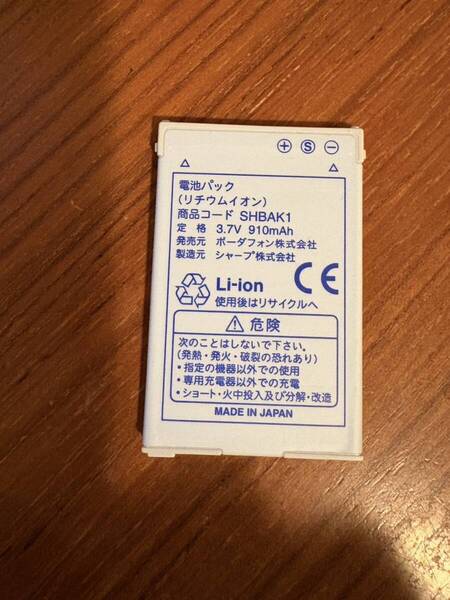 + S −
電池パック
(リチウムイオン)
商品コード SHBAK1
定 格 3.7V 910mAh
発売元 ボーダフォン株式会社
製造元 シャープ株式会社
CE
Li-ion
使用後はリサイクルへ
危険
次のことはしないで下さい。
(発熱・発火・破裂の恐れあり)
・指定の機器以外での使用
・専用充電器以外での充電
・ショート・火中投入及び分解・改造
MADE IN JAPAN